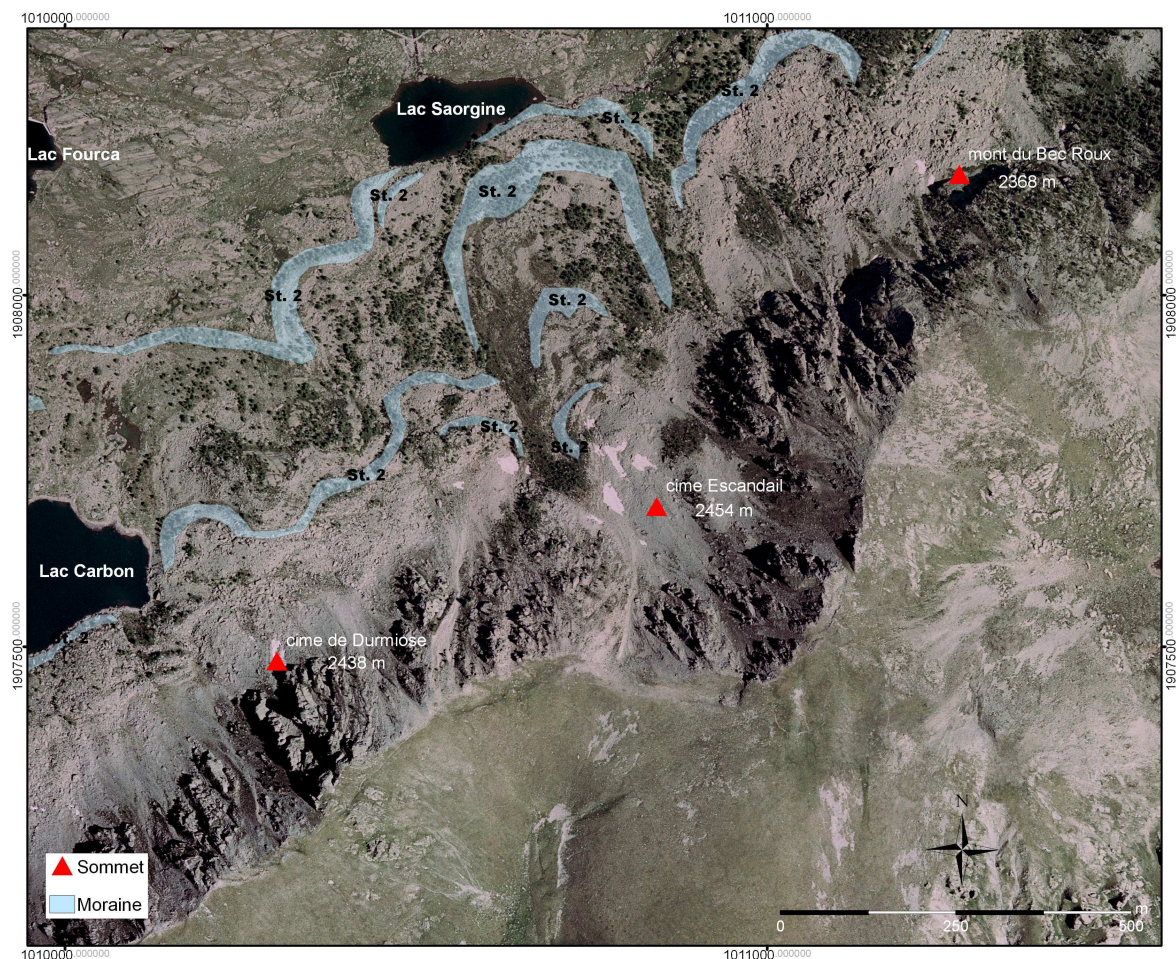 1010000.000000
1011000.000000
St. 2
Lac Saorgine
St. 2
Lac Fourca
mont du Bec Roux
2368 m
St. 2
St. 2
1908000.000000
1908000.000000
St. 2
St. 2
St. 2
St.
St. 2
cime Escandail
2454 m
Lac Carbon
1907500.000000
1907500.000000
cime de Durmiose
2438 m
N
Sommet
Moraine
m
0
250
500
1010000.000000
1011000.000000